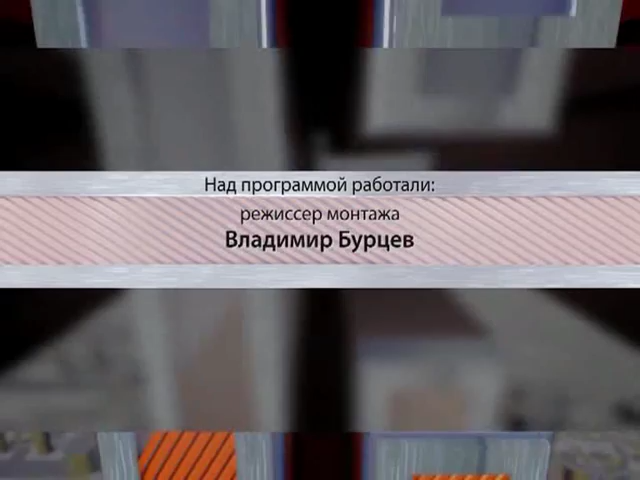 Над программой работали:
режиссер монтажа
Владимир Бурцев